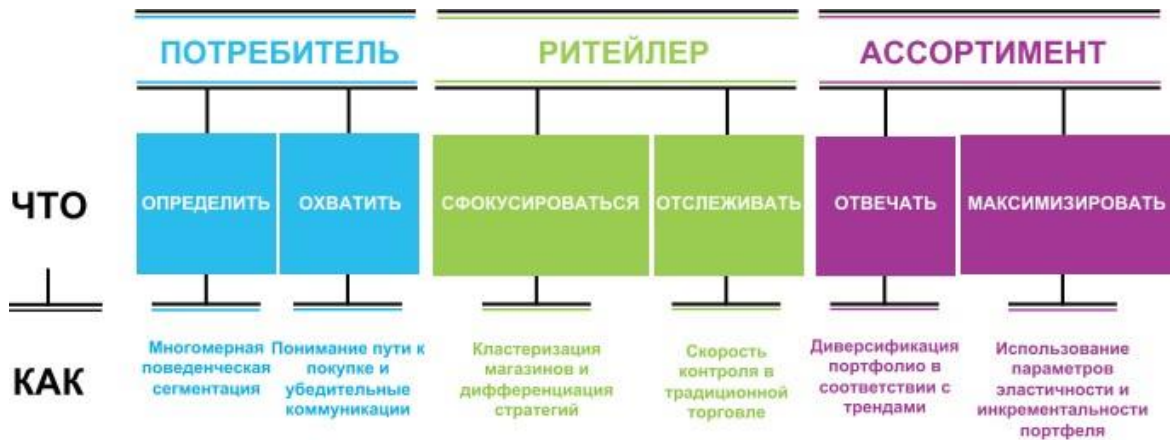 ПОТРЕБИТЕЛЬ
РИТЕЙЛЕР
АССОРТИМЕНТ
ЧТО
ОПРЕДЕЛИТЬ
ОХВАТИТЬ
СФОКУСИРОВАТЬСЯ
ОТСЛЕЖИВАТЬ
ОТВЕЧАТЬ
МАКСИМИЗИРОВАТЬ
КАК
Многомерная
поведенческая
сегментация
Понимание пути к
покупке и
убедительные
коммуникации
Кластеризация
магазинов и
дифференциация
стратегий
Скорость
контроля в
традиционной
торговле
Диверсификация
портфолио в
соответствии с
трендами
Использование
параметров
эластичности и
инкрементальности
портфеля